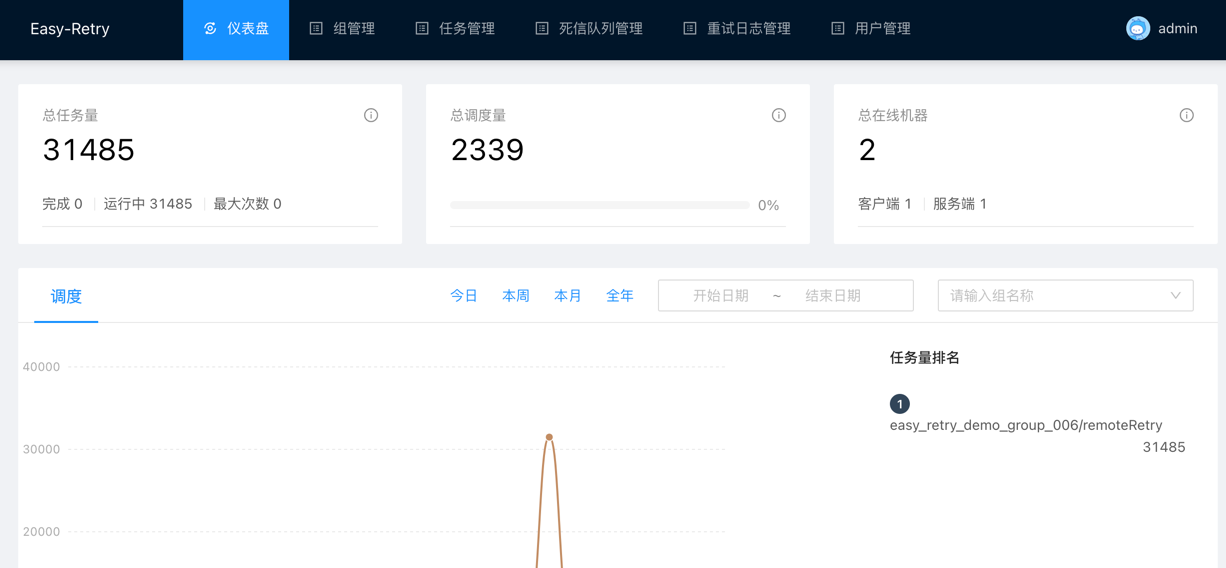 Easy-Retry 仪表盘 组管理 任务管理 死信队列管理 重试日志管理 用户管理 admin
总任务量
31485
完成 0 运行中 31485 最大次数 0
总调度量
2339
0%
总在线机器
2
客户端 1 服务端 1
调度 今日 本周 本月 全年 开始日期 ~ 结束日期 请输入组名称
40000
30000
20000
任务量排名
1
easy_retry_demo_group_006/remoteRetry
31485